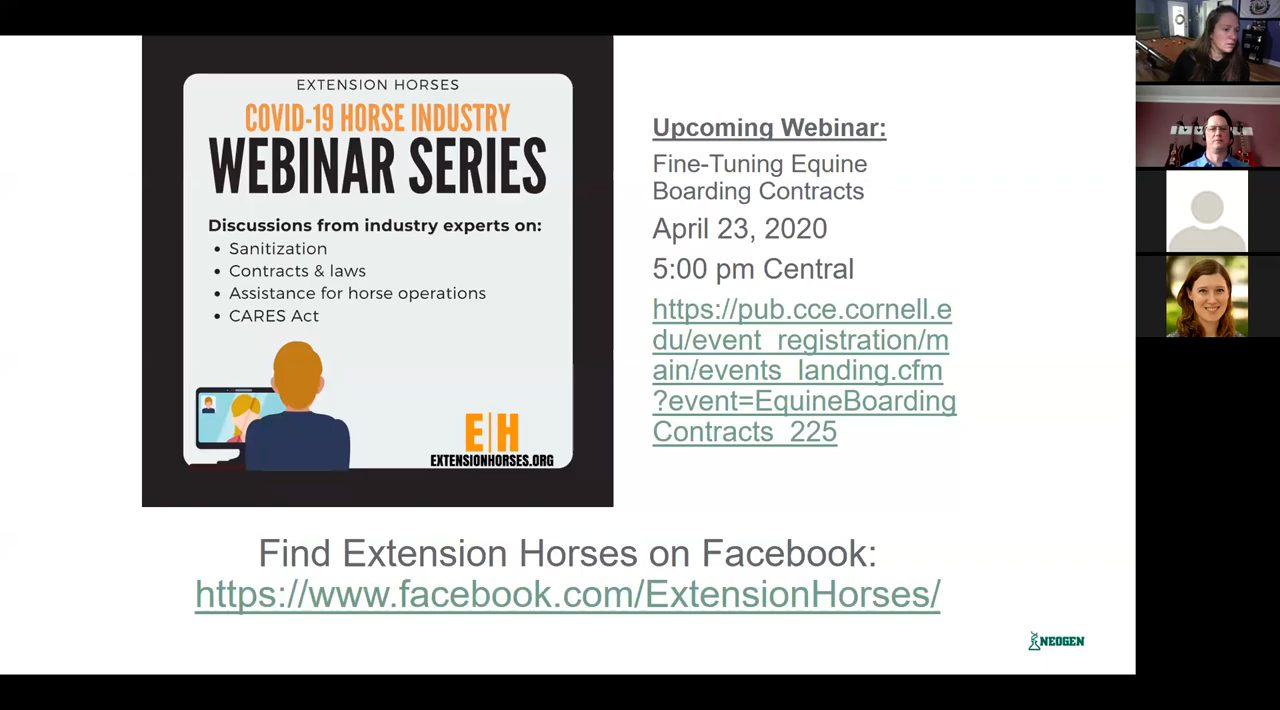 EXTENSION HORSES
COVID-19 HORSE INDUSTRY
WEBINAR SERIES
Discussions from industry experts on:
• Sanitization
• Contracts & laws
• Assistance for horse operations
• CARES Act
E|H
EXTENSIONHORSES.ORG
Upcoming Webinar:
Fine-Tuning Equine
Boarding Contracts
April 23, 2020
5:00 pm Central
https://pub.cce.cornell.e
du/event_registration/m
ain/events_landing.cfm
?event=EquineBoarding
Contracts_225
Find Extension Horses on Facebook:
https://www.facebook.com/ExtensionHorses/
NEOGEN